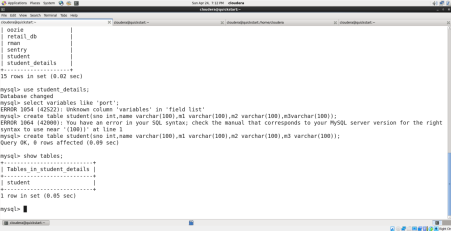 Applications Places System
Sun Apr 24, 7:22 PM cloudera
cloudera@quickstart:~
File Edit View Search Terminal Tabs Help
cloudera@quickstart:~
cloudera@quickstart:~
cloudera@quickstart:/home/cloudera
cloudera@quickstart:~
| oozie |
| retail_db |
| rman |
| sentry |
| student |
| student_details |
+--------------------+
15 rows in set (0.02 sec)
mysql> use student_details;
Database changed
mysql> select variables like 'port';
ERROR 1054 (42S22): Unknown column 'variables' in 'field list'
mysql> create table student(sno int,name varchar(100),m1 varchar(100),m2 varchar(100),m3varchar(100));
ERROR 1064 (42000): You have an error in your SQL syntax; check the manual that corresponds to your MySQL server version for the right
syntax to use near '(100))' at line 1
mysql> create table student(sno int,name varchar(100),m1 varchar(100),m2 varchar(100),m3 varchar(100));
Query OK, 0 rows affected (0.09 sec)
mysql> show tables;
+---------------------------+
| Tables_in_student_details |
+---------------------------+
| student |
+---------------------------+
1 row in set (0.05 sec)
mysql>
cloudera@quickstart:~